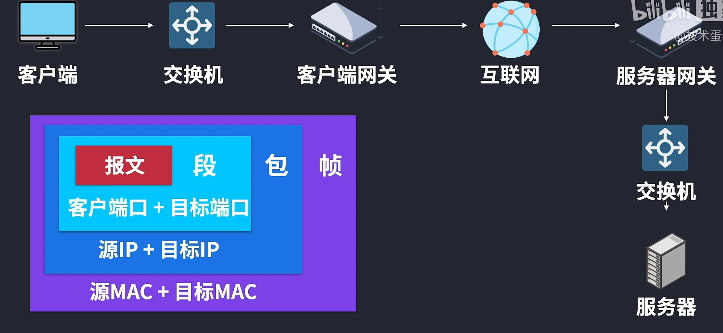 bilibili
客户端
交换机
客户端网关
互联网
服务器网关
交换机
服务器
报文
段
包
帧
客户端口 + 目标端口
源IP + 目标IP
源MAC + 目标MAC